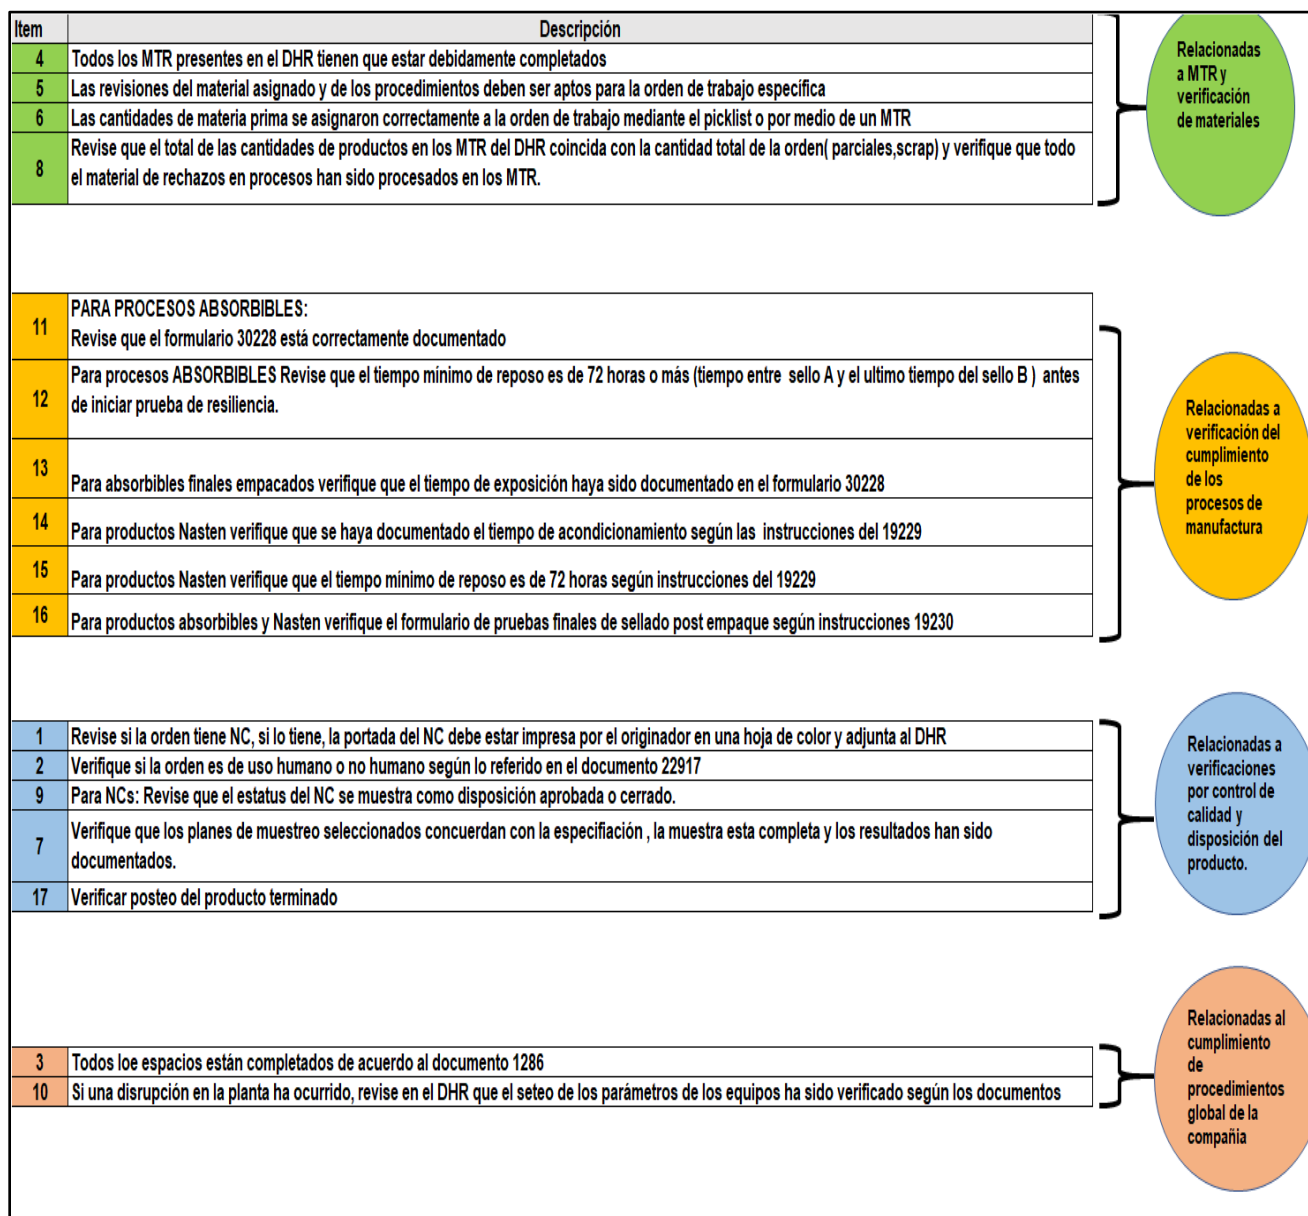 Item Descripción
4 Todos los MTR presentes en el DHR tienen que estar debidamente completados
5 Las revisiones del material asignado y de los procedimientos deben ser aptos para la orden de trabajo específica
6 Las cantidades de materia prima se asignaron correctamente a la orden de trabajo mediante el picklist o por medio de un MTR
8 Revise que el total de las cantidades de productos en los MTR del DHR coincida con la cantidad total de la orden( parciales,scrap) y verifique que todo
el material de rechazos en procesos han sido procesados en los MTR.
Relacionadas
a MTR y
verificación
de materiales
11 PARA PROCESOS ABSORBIBLES:
Revise que el formulario 30228 está correctamente documentado
12 Para procesos ABSORBIBLES Revise que el tiempo mínimo de reposo es de 72 horas o más (tiempo entre sello A y el ultimo tiempo del sello B ) antes
de iniciar prueba de resiliencia.
13 Para absorbibles finales empacados verifique que el tiempo de exposición haya sido documentado en el formulario 30228
14 Para productos Nasten verifique que se haya documentado el tiempo de acondicionamiento según las instrucciones del 19229
15 Para productos Nasten verifique que el tiempo mínimo de reposo es de 72 horas según instrucciones del 19229
16 Para productos absorbibles y Nasten verifique el formulario de pruebas finales de sellado post empaque según instrucciones 19230
Relacionadas a
verificación del
cumplimiento
de los
procesos de
manufactura
1 Revise si la orden tiene NC, si lo tiene, la portada del NC debe estar impresa por el originador en una hoja de color y adjunta al DHR
2 Verifique si la orden es de uso humano o no humano según lo referido en el documento 22917
9 Para NCs: Revise que el estatus del NC se muestra como disposición aprobada o cerrado.
7 Verifique que los planes de muestreo seleccionados concuerdan con la especifiación , la muestra esta completa y los resultados han sido
documentados.
17 Verificar posteo del producto terminado
Relacionadas a
verificaciones
por control de
calidad y
disposición del
producto.
3 Todos loe espacios están completados de acuerdo al documento 1286
10 Si una disrupción en la planta ha ocurrido, revise en el DHR que el seteo de los parámetros de los equipos ha sido verificado según los documentos
Relacionadas al
cumplimiento
de
procedimientos
global de la
compañia